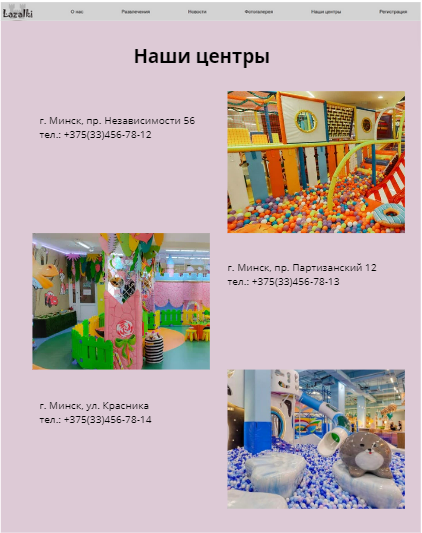 Lazalki
О нас Развлечения Новости Фотогалерея Наши центры Регистрация
Наши центры
г. Минск, пр. Независимости 56
тел.: +375(33)456-78-12
г. Минск, пр. Партизанский 12
тел.: +375(33)456-78-13
г. Минск, ул. Красника
тел.: +375(33)456-78-14